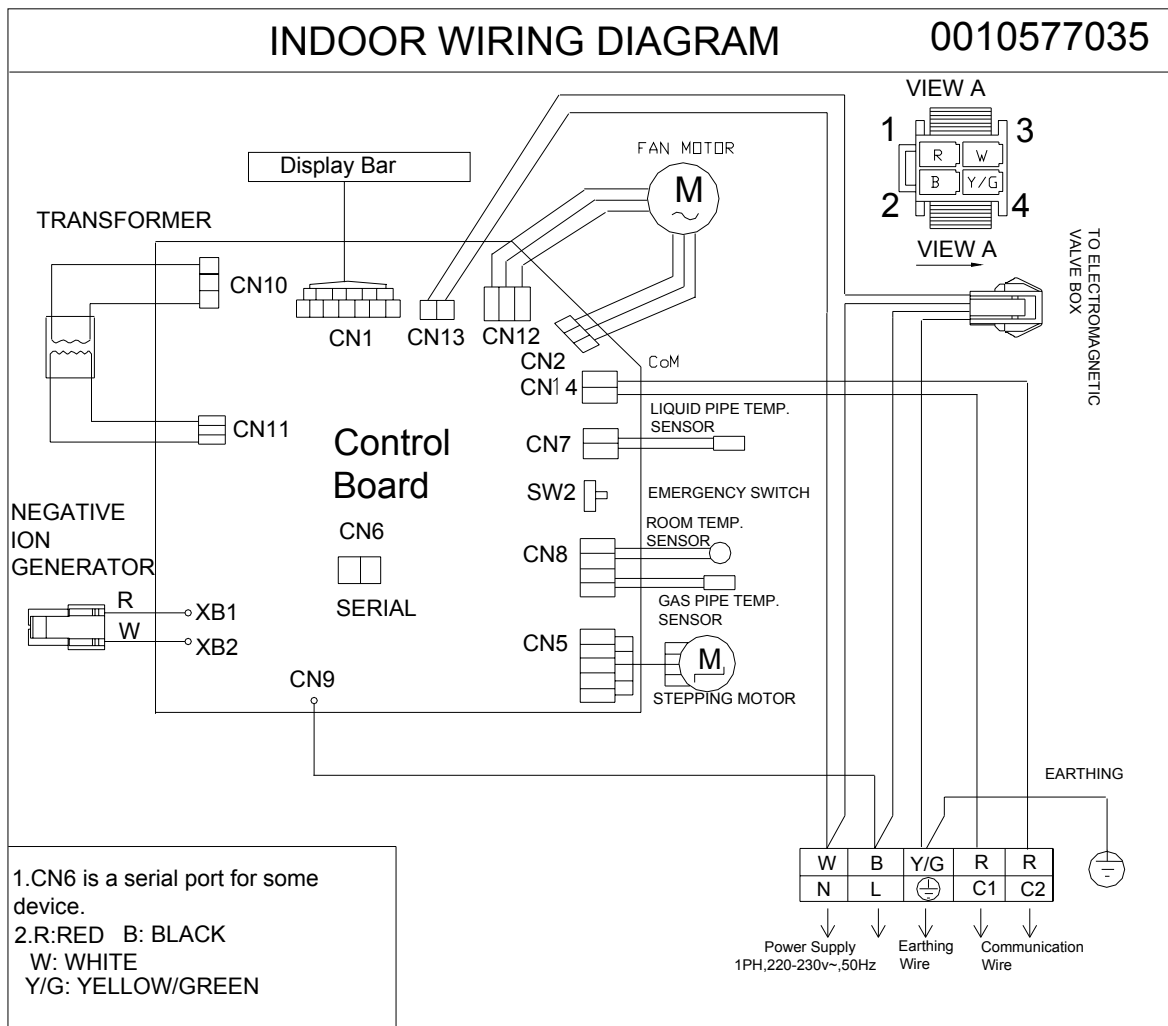 INDOOR WIRING DIAGRAM
0010577035
VIEW A
1
3
R
W
B
Y/G
2
4
VIEW A
TO ELECTROMAGNETIC
VALVE BOX
FAN MOTOR
M
Display Bar
TRANSFORMER
CN10
CN1
CN13
CN12
CN2
CoM
CN14
CN11
LIQUID PIPE TEMP.
SENSOR
CN7
Control
Board
SW2
EMERGENCY SWITCH
NEGATIVE
ION
GENERATOR
CN6
SERIAL
ROOM TEMP.
SENSOR
CN8
GAS PIPE TEMP.
SENSOR
R
XB1
W
XB2
CN5
M
STEPPING MOTOR
CN9
EARTHING
W B Y/G R R
N L C1 C2
Power Supply
1PH,220-230v~,50Hz
Earthing
Wire
Communication
Wire
1.CN6 is a serial port for some
device.
2.R:RED B: BLACK
W: WHITE
Y/G: YELLOW/GREEN